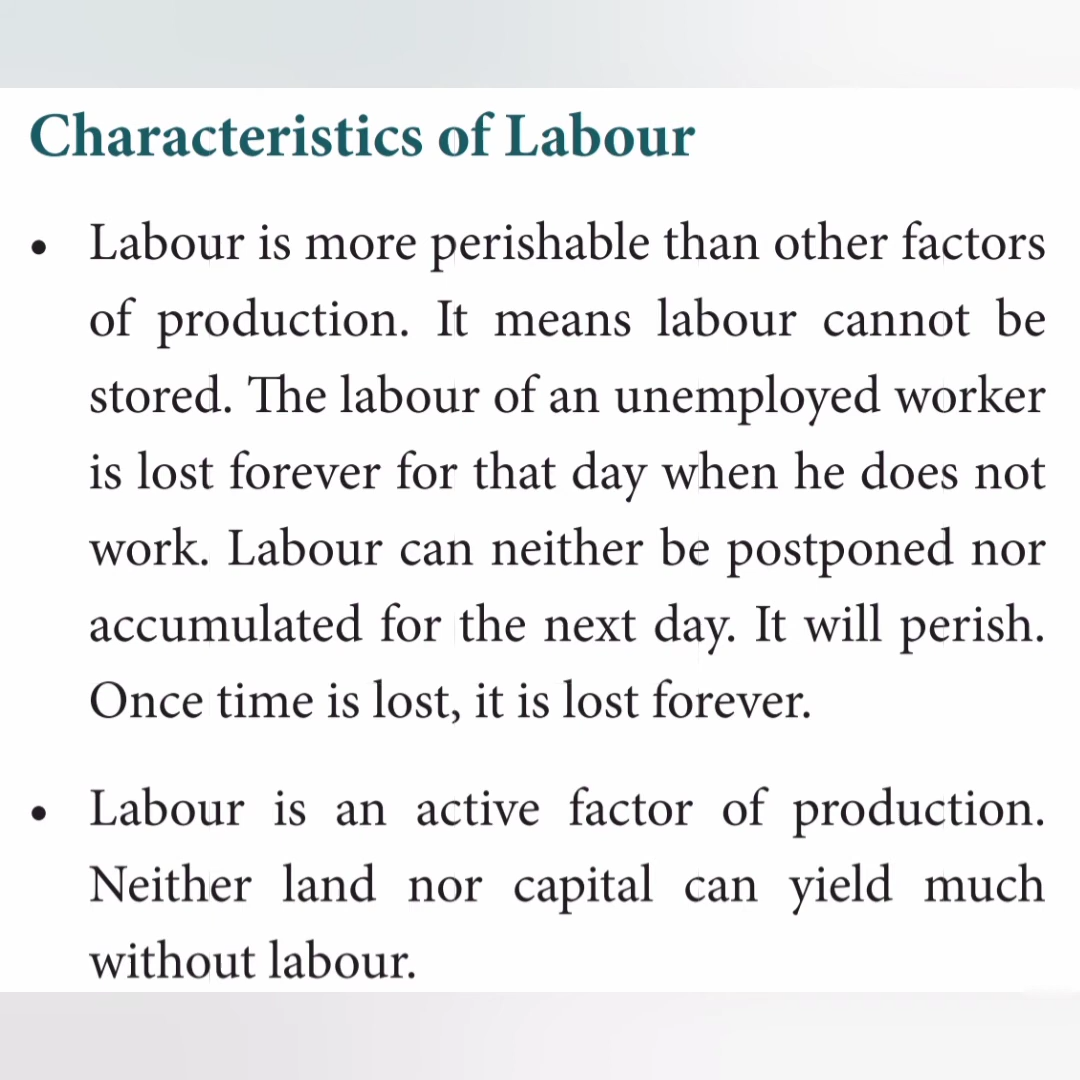 Characteristics of Labour
• Labour is more perishable than other factors
of production. It means labour cannot be
stored. The labour of an unemployed worker
is lost forever for that day when he does not
work. Labour can neither be postponed nor
accumulated for the next day. It will perish.
Once time is lost, it is lost forever.
• Labour is an active factor of production.
Neither land nor capital can yield much
without labour.